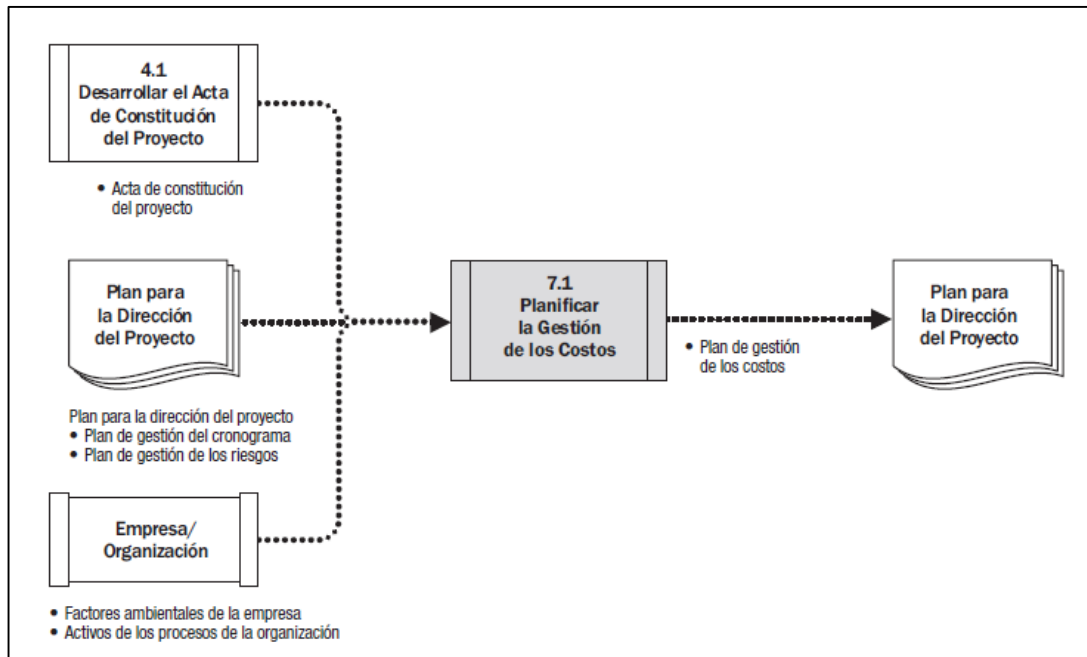 4.1
Desarrollar el Acta
de Constitución
del Proyecto
• Acta de constitución
del proyecto
Plan para
la Dirección
del Proyecto
Plan para la dirección del proyecto
• Plan de gestión del cronograma
• Plan de gestión de los riesgos
Empresa/
Organización
• Factores ambientales de la empresa
• Activos de los procesos de la organización
7.1
Planificar
la Gestión
de los Costos
• Plan de gestión
de los costos
Plan para
la Dirección
del Proyecto